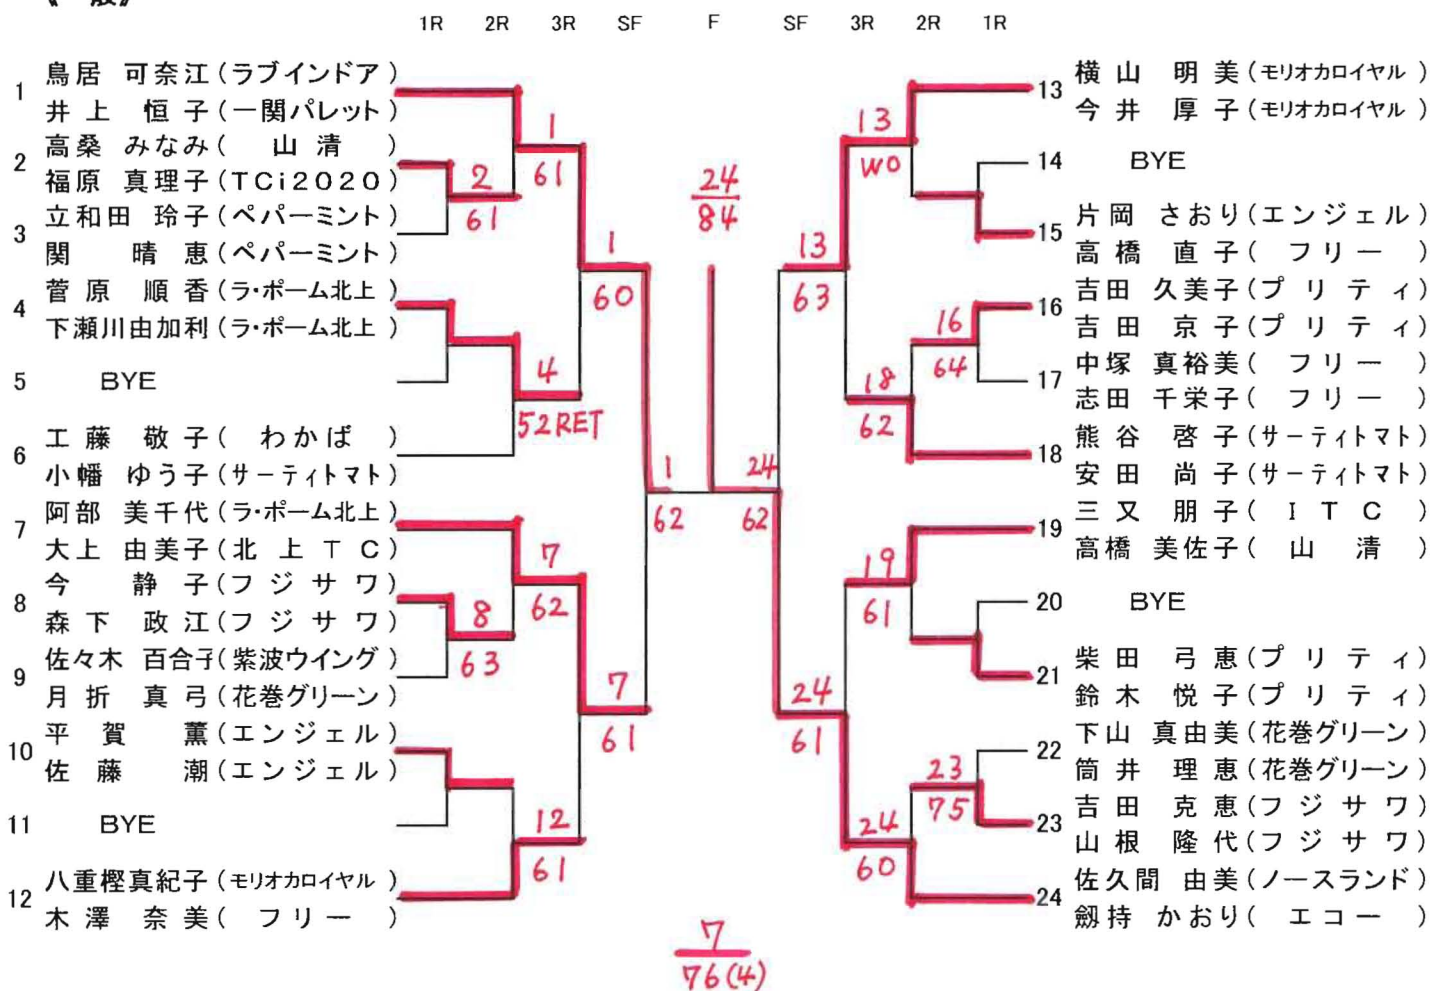 1R 2R 3R SF F SF 3R 2R 1R
1 鳥居 可奈江(ラブインドア)
井上 恒子(一関パレット)
2 高桑 みなみ(山清)
福原 真理子(TCi2020)
3 立和田 玲子(ペパーミント)
関 晴恵(ペパーミント)
4 菅原 順香(ラ・ポーム北上)
下瀬川由加利(ラ・ポーム北上)
5 BYE
6 工藤 敬子(わかば)
小幡 ゆう子(サーティトマト)
7 阿部 美千代(ラ・ポーム北上)
大上 由美子(北上TC)
8 今 静子(フジサワ)
森下 政江(フジサワ)
9 佐々木 百合子(紫波ウイング)
月折 真弓(花巻グリーン)
10 平賀 薫(エンジェル)
佐藤 潮(エンジェル)
11 BYE
12 八重樫真紀子(モリオカロイヤル)
木澤 奈美(フリー)
2
61
8
63
1
61
4
52RET
7
62
12
61
1
60
7
61
1
62
24
84
24
62
7
76(4)
13
63
24
61
13
WO
18
62
19
61
24
60
16
64
23
75
13 横山 明美(モリオカロイヤル)
今井 厚子(モリオカロイヤル)
14 BYE
15 片岡 さおり(エンジェル)
高橋 直子(フリー)
16 吉田 久美子(プリティ)
吉田 京子(プリティ)
17 中塚 真裕美(フリー)
志田 千栄子(フリー)
18 熊谷 啓子(サーティトマト)
安田 尚子(サーティトマト)
19 三又 朋子(ITC)
高橋 美佐子(山清)
20 BYE
21 柴田 弓恵(プリティ)
鈴木 悦子(プリティ)
22 下山 真由美(花巻グリーン)
筒井 理恵(花巻グリーン)
23 吉田 克恵(フジサワ)
山根 隆代(フジサワ)
24 佐久間 由美(ノースランド)
劔持 かおり(エコー)